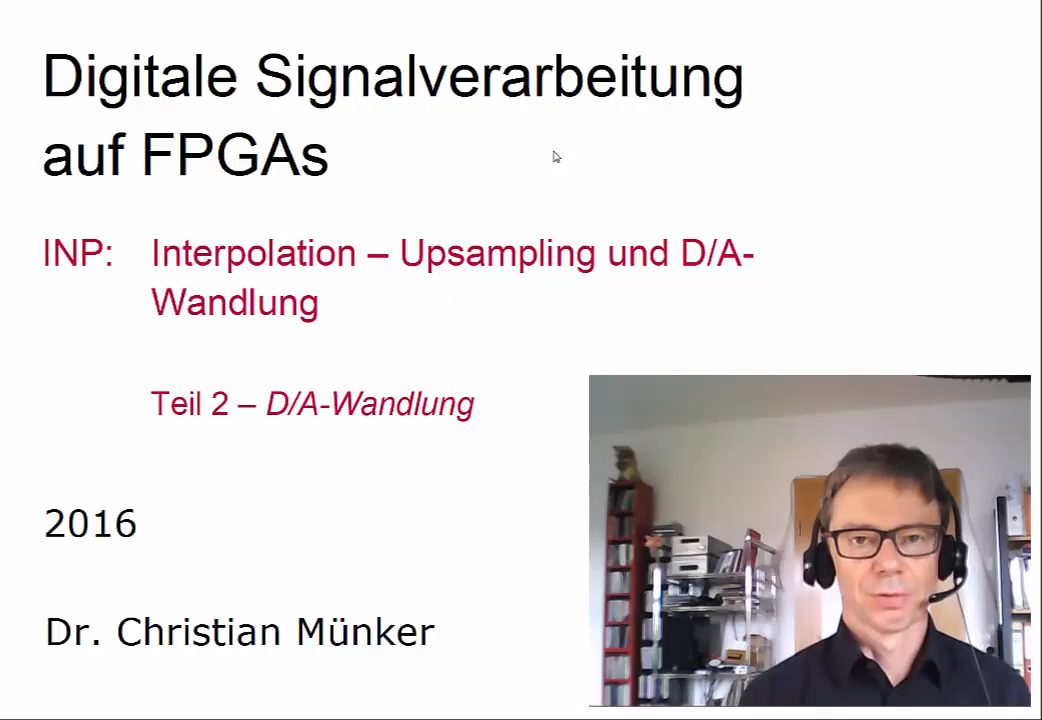 Digitale Signalverarbeitung
auf FPGAs
INP: Interpolation – Upsampling und D/A-
Wandlung
Teil 2 – D/A-Wandlung
2016
Dr. Christian Münker